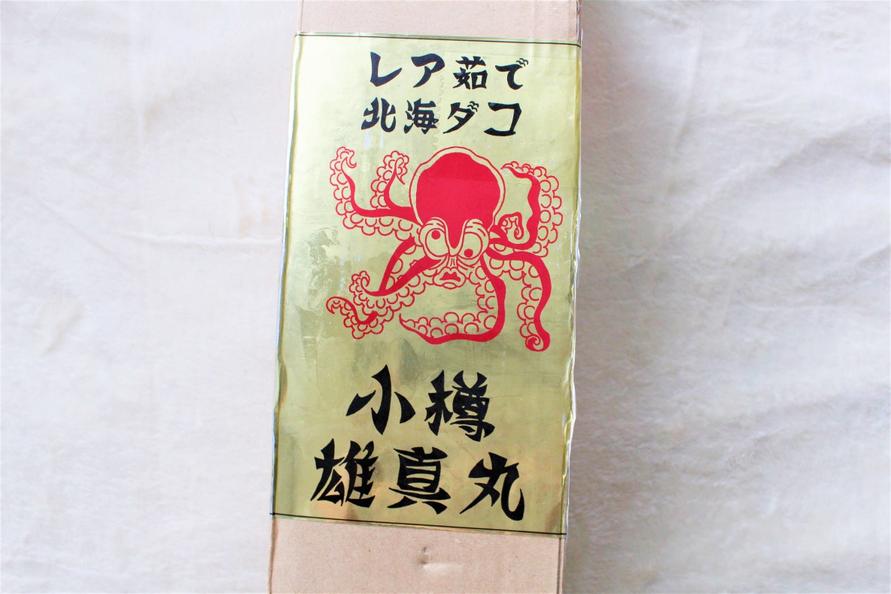 レア茹で
北海ダコ
小樽
雄真丸